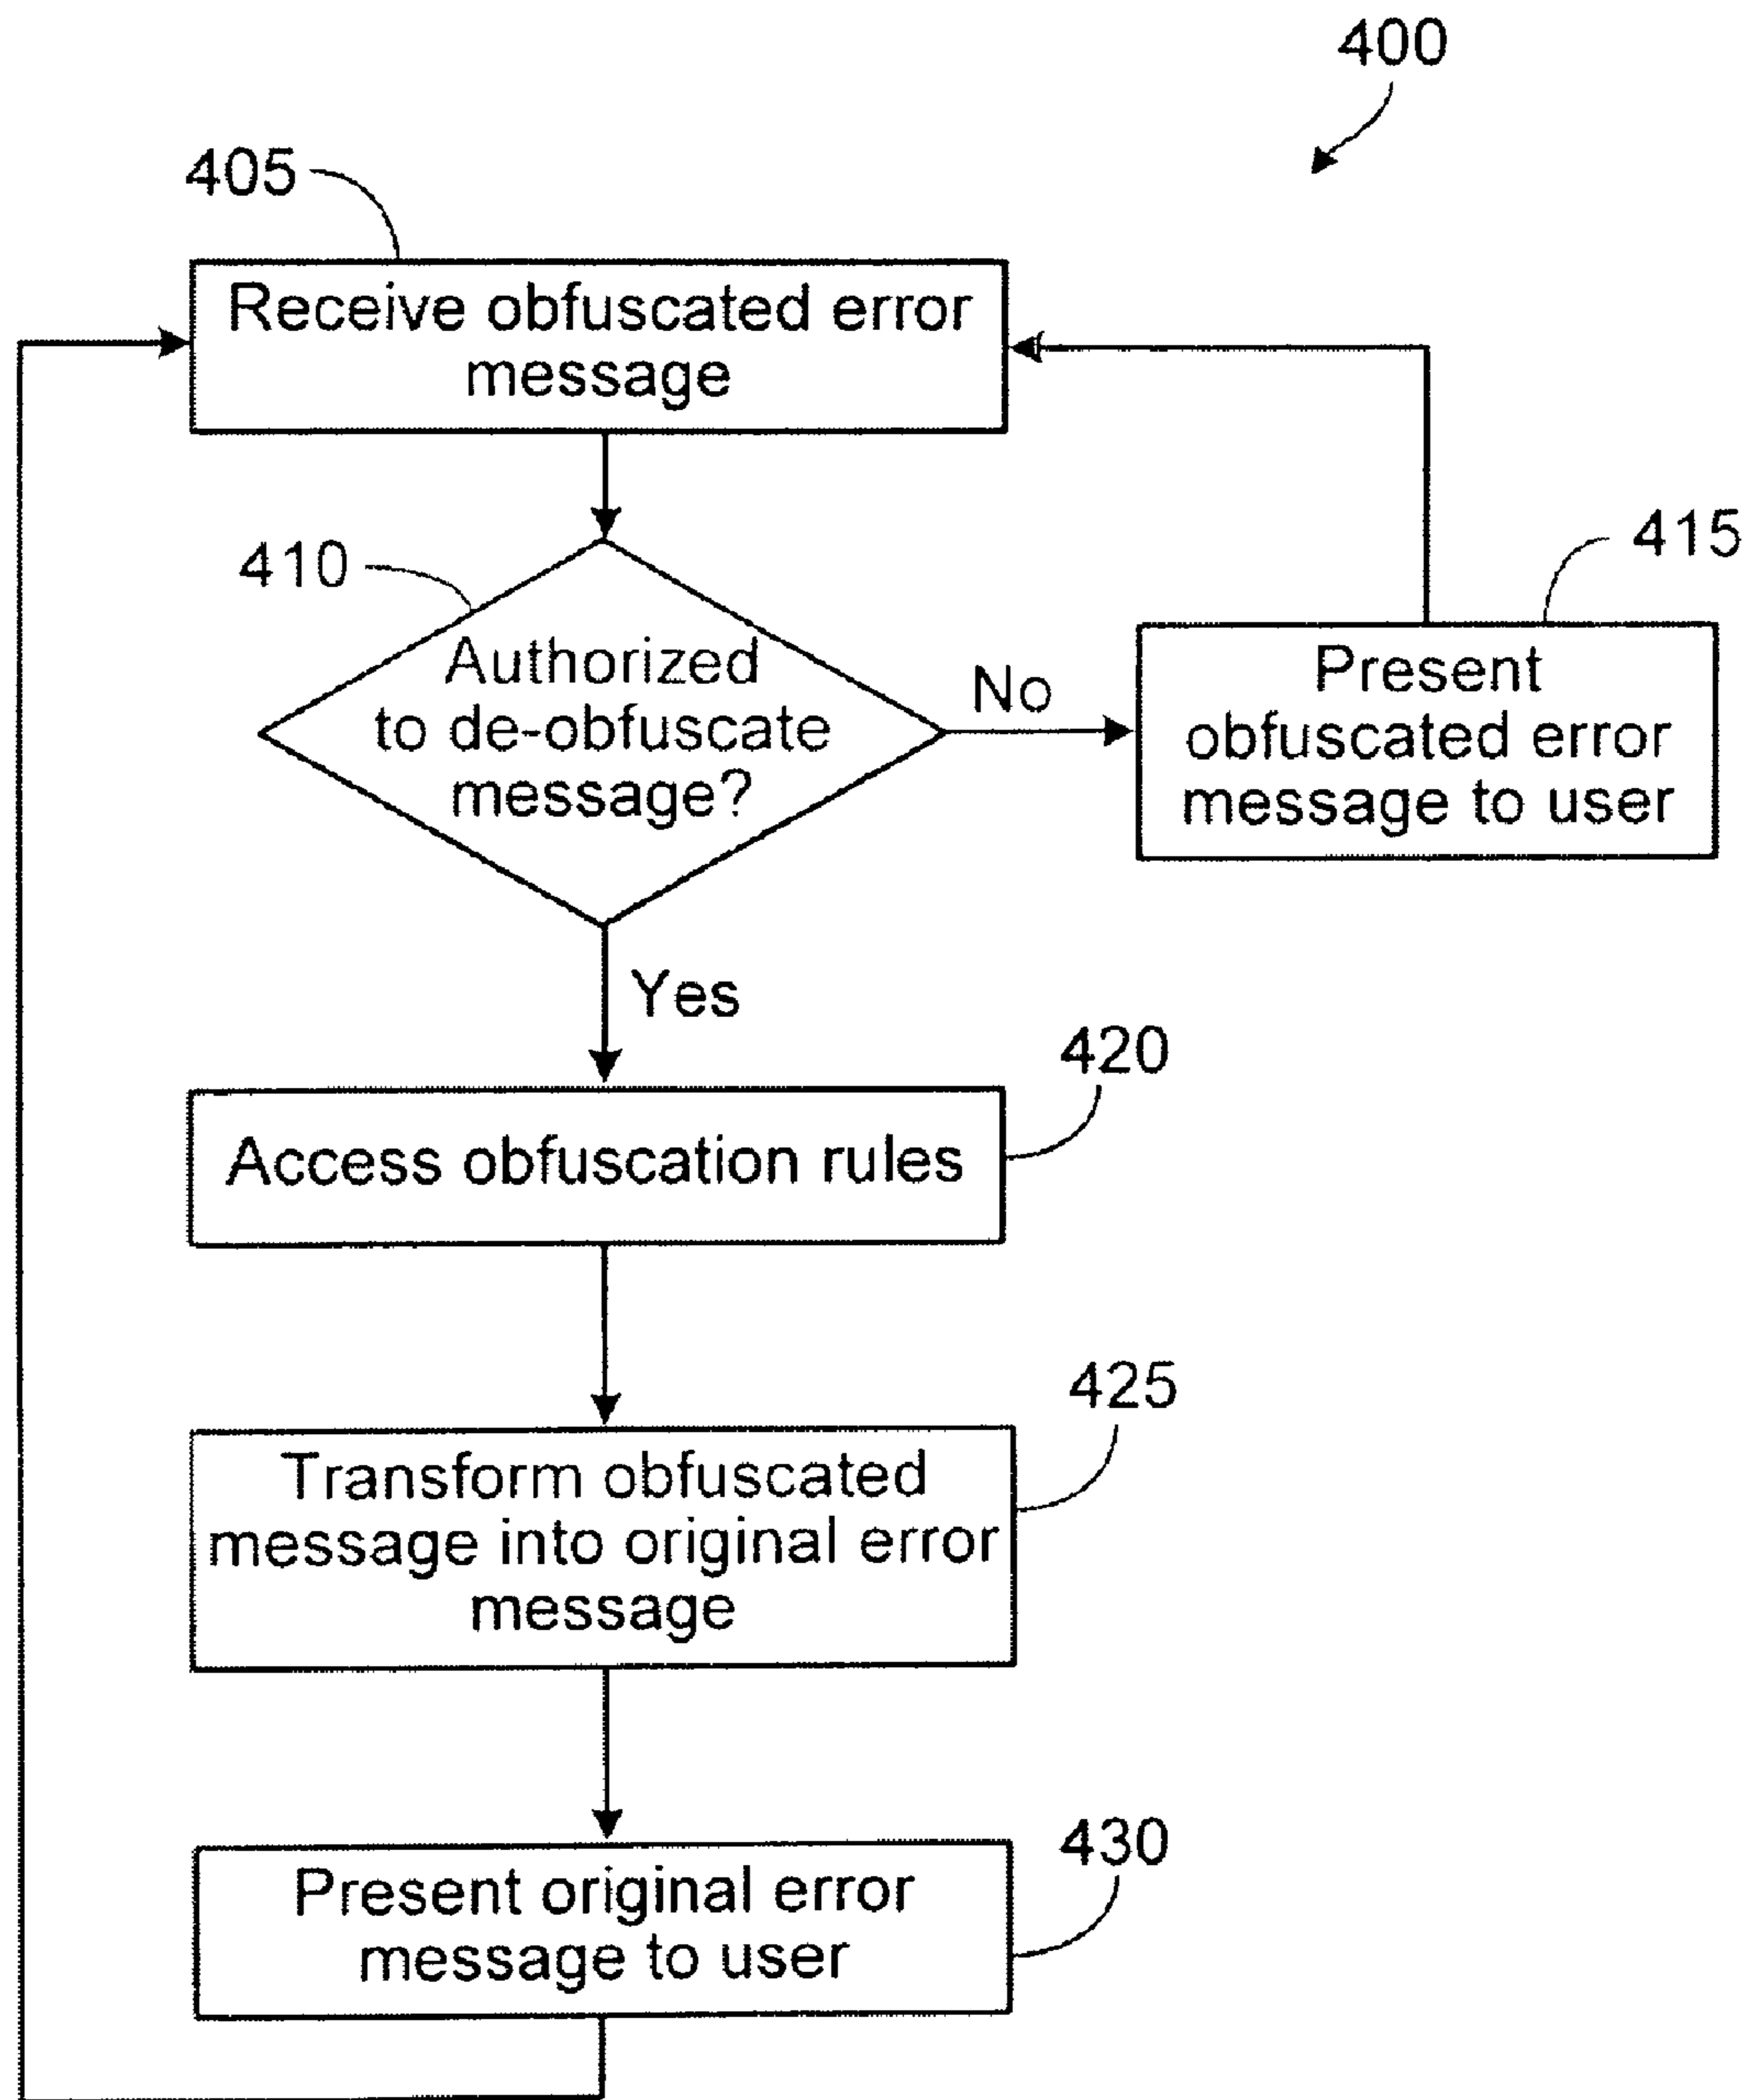 400
405
Receive obfuscated error
message
410
Authorized
to de-obfuscate
message?
No
415
Present
obfuscated error
message to user
Yes
420
Access obfuscation rules
425
Transform obfuscated
message into original error
message
430
Present original error
message to user